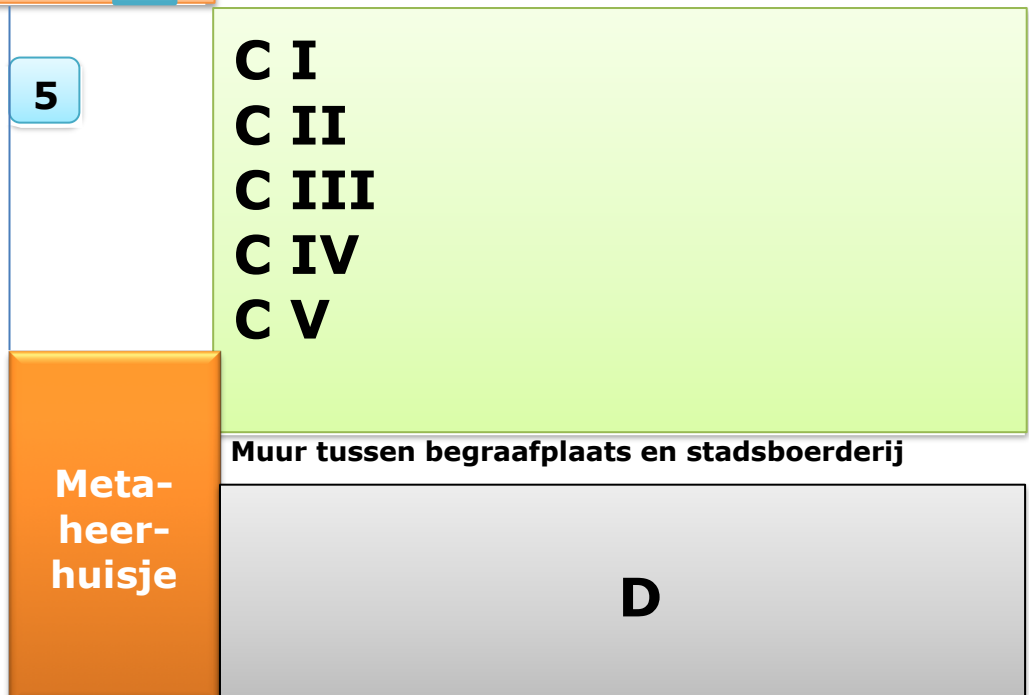 5
C I
C II
C III
C IV
C V
Muur tussen begraafplaats en stadsboerderij
Meta-
heer-
huisje
D